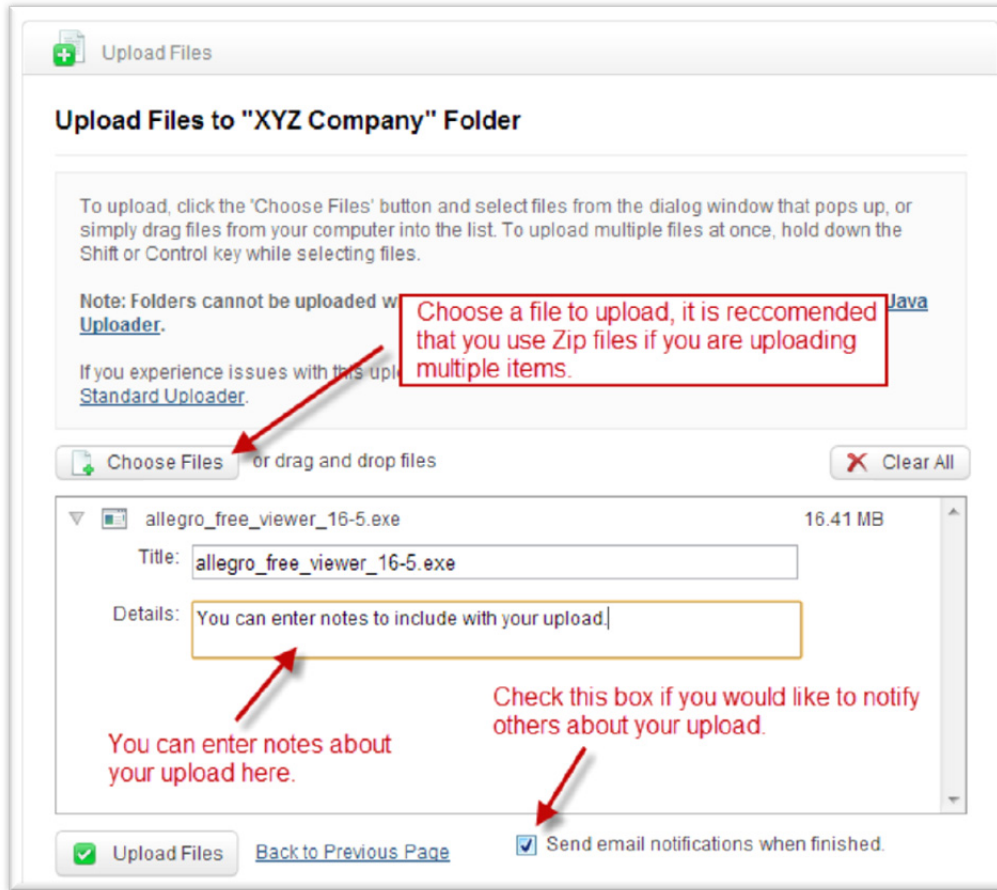 Upload Files
Upload Files to "XYZ Company" Folder
To upload, click the 'Choose Files' button and select files from the dialog window that pops up, or
simply drag files from your computer into the list. To upload multiple files at once, hold down the
Shift or Control key while selecting files.
Note: Folders cannot be uploaded
Java
Uploader.
Choose a file to upload, it is reccomended
that you use Zip files if you are uploading
multiple items.
If you experience issues with this
Standard Uploader.
Choose Files
or drag and drop files
Clear All
allegro_free_viewer_16-5.exe
16.41 MB
Title:
allegro_free_viewer_16-5.exe
Details:
You can enter notes to include with your upload.
You can enter notes about
your upload here.
Check this box if you would like to notify
others about your upload.
Upload Files
Back to Previous Page
Send email notifications when finished.